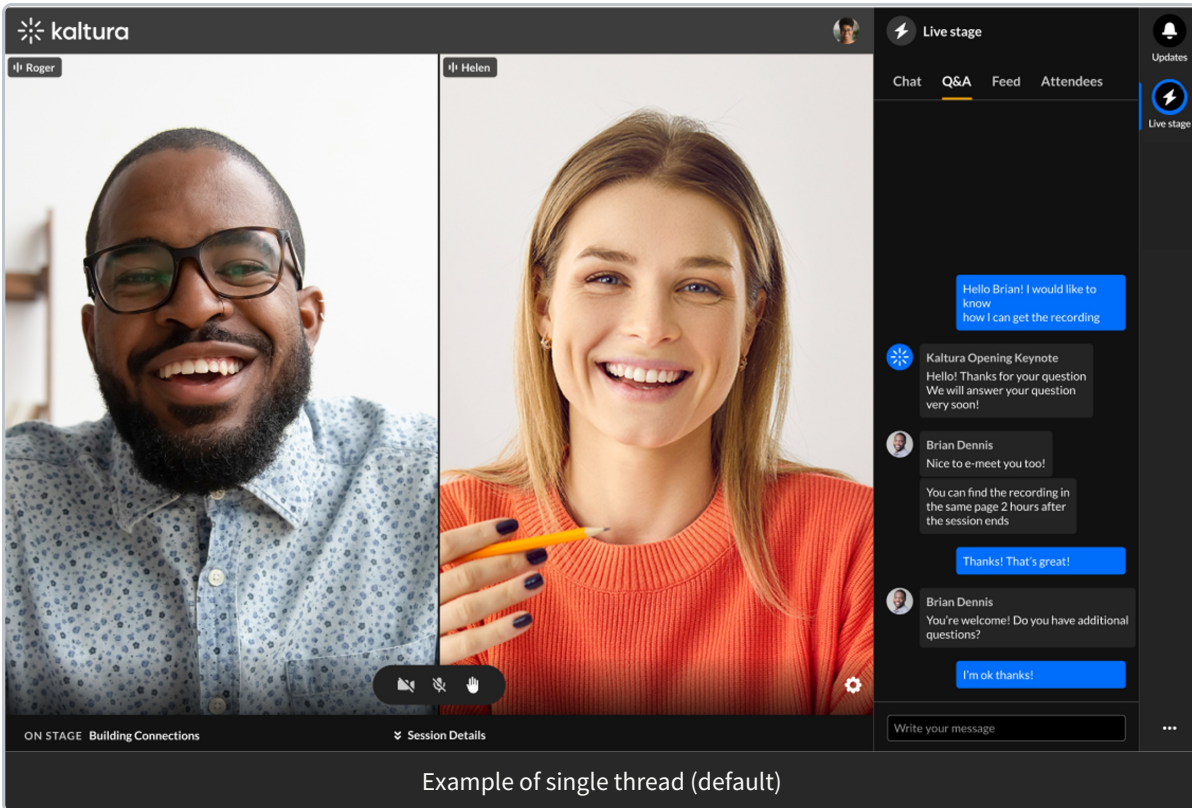 kaltura
Roger
Helen
ON STAGE Building Connections
Session Details
Live stage
Chat Q&A Feed Attendees
Hello Brian! I would like to
know
how I can get the recording
Kaltura Opening Keynote
Hello! Thanks for your question
We will answer your question
very soon!
Brian Dennis
Nice to e-meet you too!
You can find the recording in
the same page 2 hours after
the session ends
Thanks! That's great!
Brian Dennis
You're welcome! Do you have additional
questions?
I'm ok thanks!
Write your message
Updates
Live stage
Example of single thread (default)